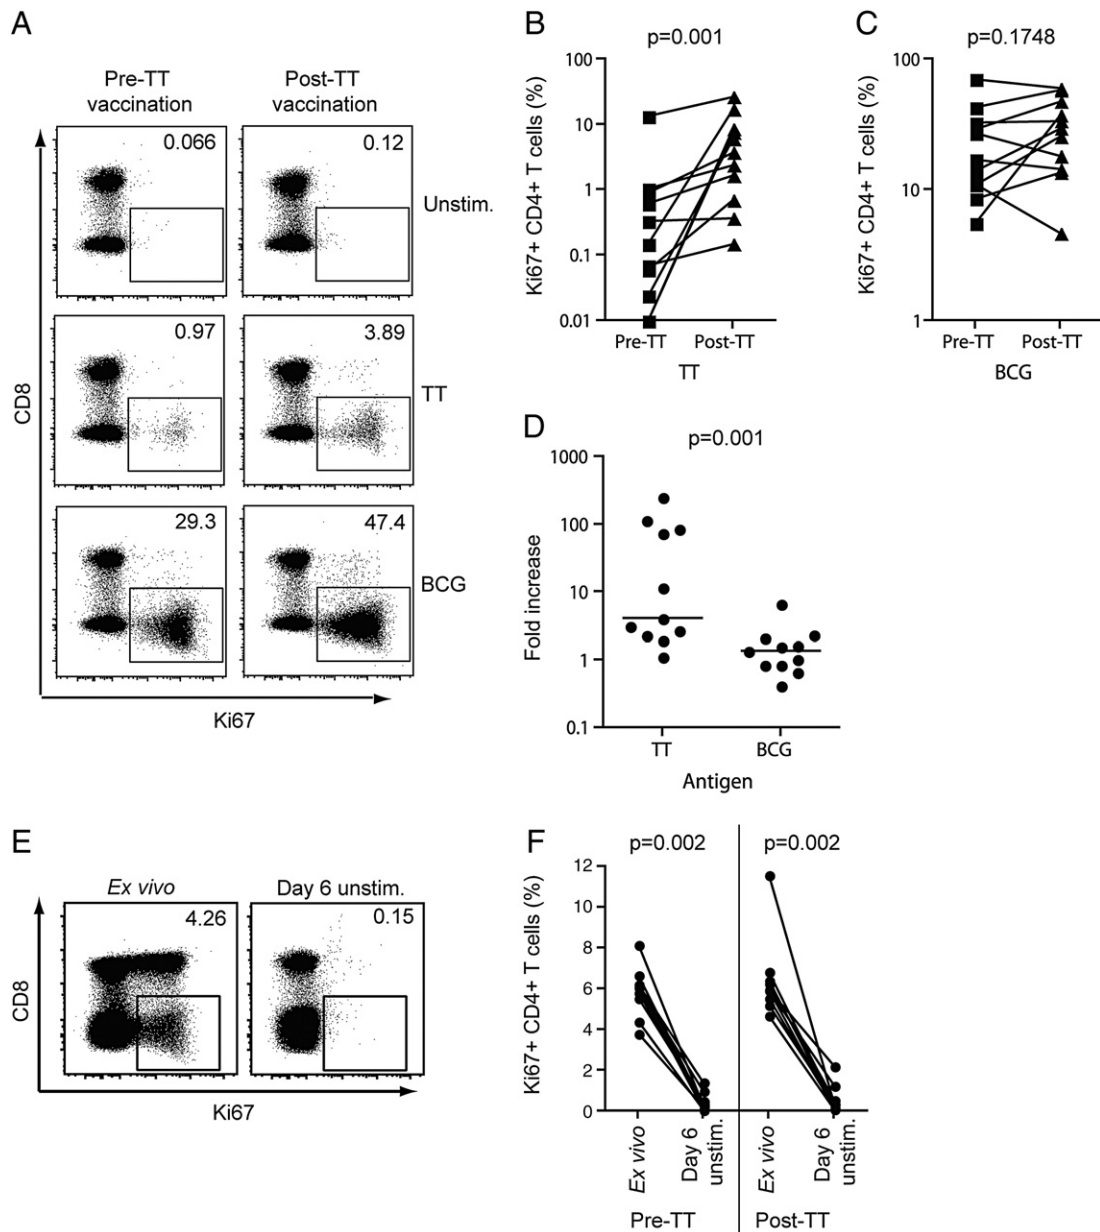 A
Pre-TT
vaccination
Post-TT
vaccination
0.066
0.12
Unstim.
0.97
3.89
TT
29.3
47.4
BCG
CD8
Ki67
B
p=0.001
Ki67+ CD4+ T cells (%)
100
10
1
0.1
0.01
Pre-TT Post-TT
TT
C
p=0.1748
Ki67+ CD4+ T cells (%)
100
10
1
Pre-TT Post-TT
BCG
D
p=0.001
Fold increase
1000
100
10
1
0.1
TT BCG
Antigen
E
Ex vivo
Day 6 unstim.
4.26
0.15
CD8
Ki67
F
p=0.002
p=0.002
Ki67+ CD4+ T cells (%)
12
10
8
6
4
2
0
Ex vivo
Day 6
unstim.
Ex vivo
Day 6
unstim.
Pre-TT
Post-TT